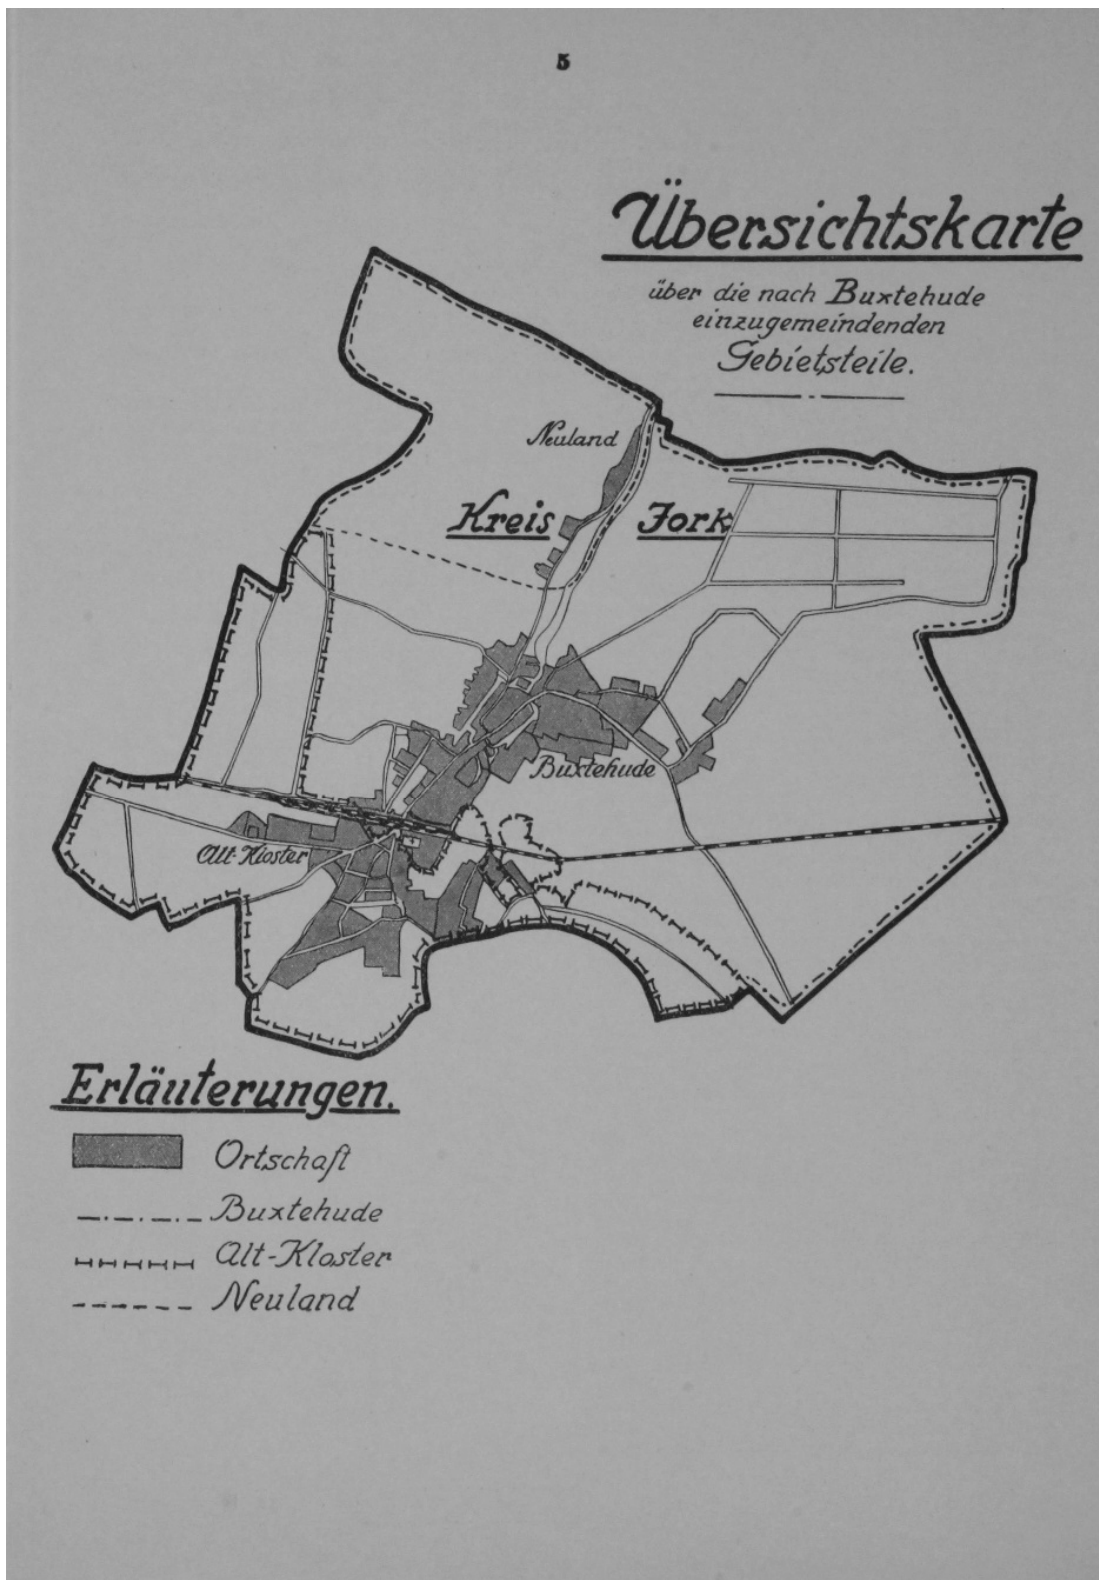 5
Übersichtskarte
über die nach Buxtehude
einzugemeindenden
Gebietsteile.
Neuland
Kreis Jork
Buxtehude
Alt-Kloster
Erläuterungen.
Ortschaft
Buxtehude
Alt-Kloster
Neuland